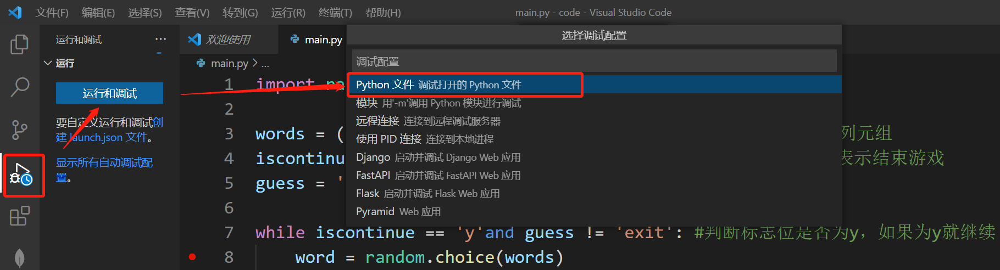 文件(F) 编辑(E) 选择(S) 查看(V) 转到(G) 运行(R) 终端(T) 帮助(H) main.py - code - Visual Studio Code
运行和调试 ···
运行
运行和调试
要自定义运行和调试创
建 launch.json 文件。
显示所有自动调试配
置。
欢迎使用 main.py
main.py > ...
选择调试配置
调试配置
Python 文件 调试打开的 Python 文件
模块 用'-m'调用 Python 模块进行调试
远程连接 连接到远程调试服务器
使用 PID 连接 连接到本地进程
Django 启动并调试 Django Web 应用
FastAPI 启动并调试 FastAPI Web 应用
Flask 启动并调试 Flask Web 应用
Pyramid Web 应用
1 import ra
2
3 words = ( 列元组
4 iscontinu 表示结束游戏
5 guess = '
6
7 while iscontinue == 'y'and guess != 'exit': #判断标志位是否为y，如果为y就继续
8 word = random.choice(words)